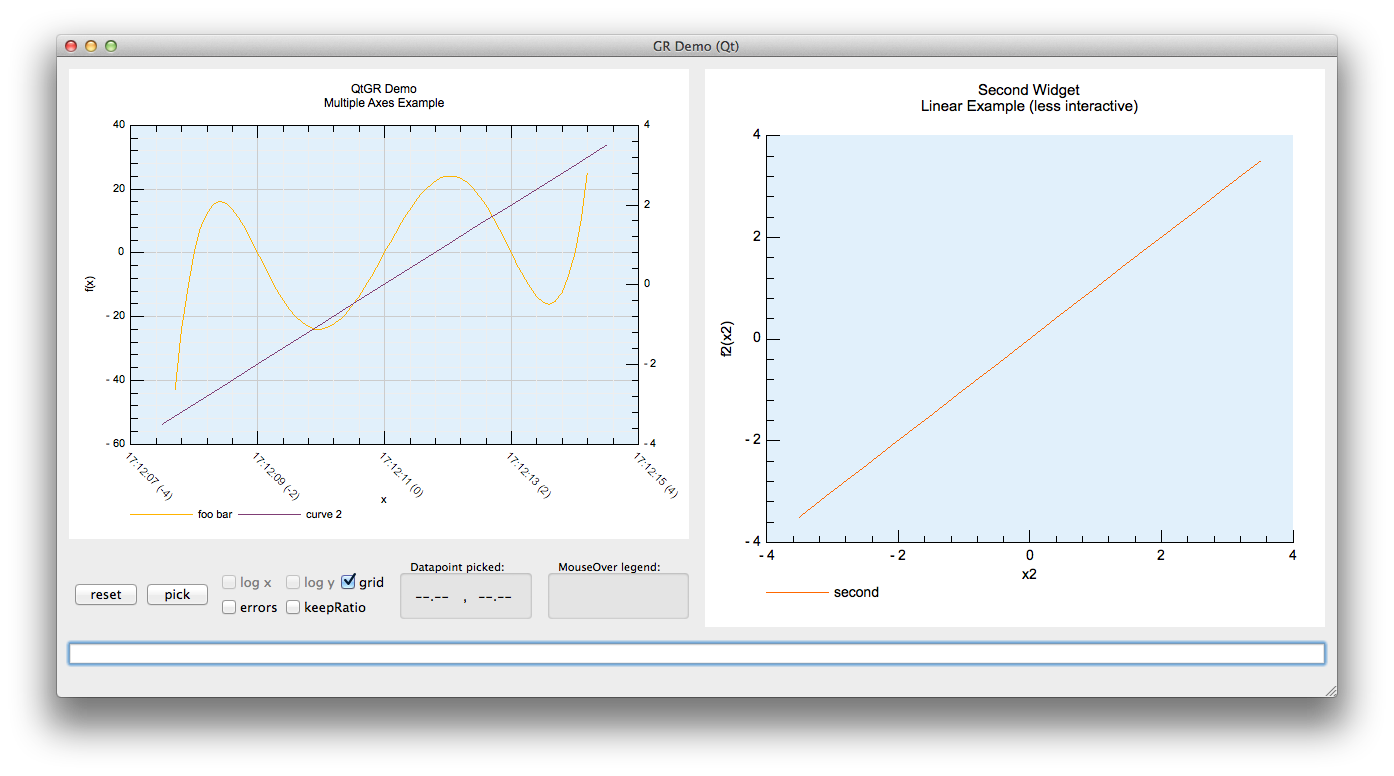 GR Demo (Qt)
QtGR Demo
Multiple Axes Example
40
20
0
- 20
- 40
- 60
f(x)
4
2
0
- 2
- 4
17:12:07 (-4)
17:12:09 (-2)
17:12:11 (0)
17:12:13 (2)
17:12:15 (4)
x
foo bar
curve 2
Second Widget
Linear Example (less interactive)
4
2
0
- 2
- 4
f2(x2)
- 4
- 2
0
2
4
x2
second
reset
pick
log x
log y
grid
errors
keepRatio
Datapoint picked:
--.-- , --.--
MouseOver legend: